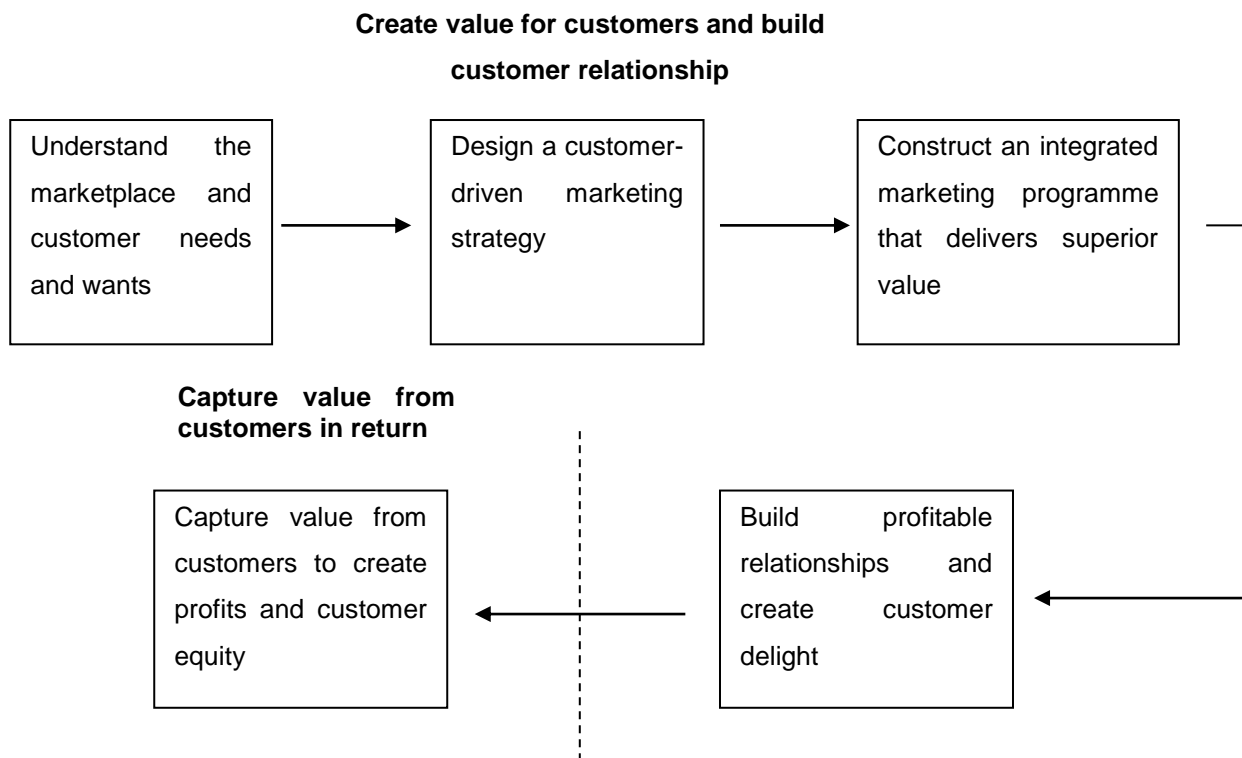 Create value for customers and build
customer relationship
Understand the
marketplace and
customer needs
and wants
Design a customer-
driven marketing
strategy
Construct an integrated
marketing programme
that delivers superior
value
Capture value from
customers in return
Capture value from
customers to create
profits and customer
equity
Build profitable
relationships and
create customer
delight